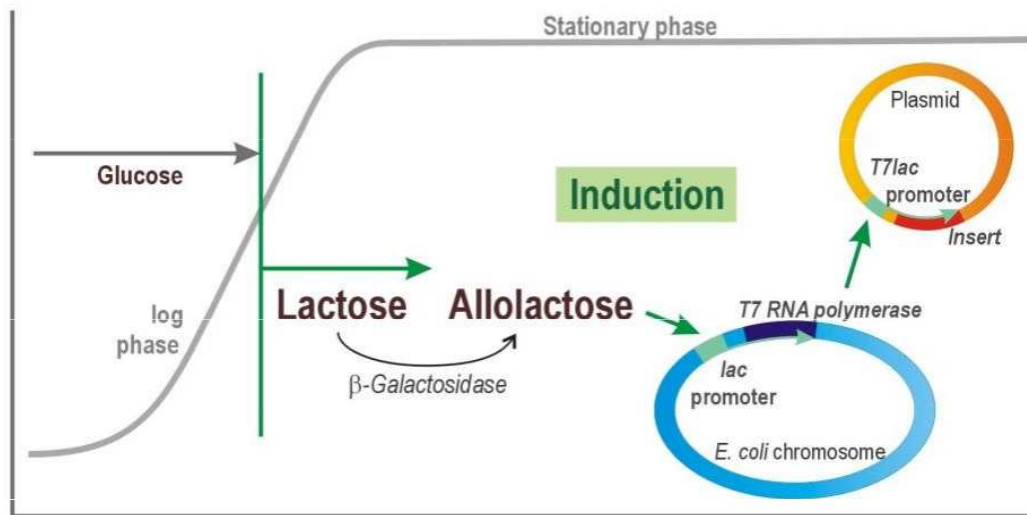 Stationary phase
Plasmid
Glucose
T7lac
promoter
Induction
Insert
Lactose
Allolactose
T7 RNA polymerase
log
phase
β-Galactosidase
lac
promoter
E. coli chromosome